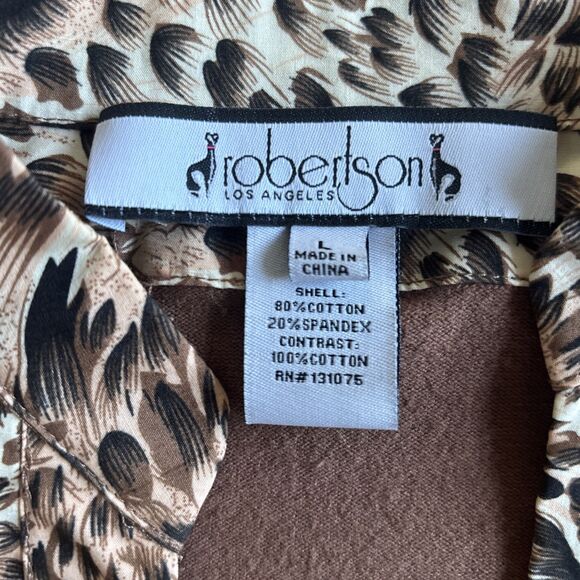 robertson
LOS ANGELES
L
MADE IN
CHINA
SHELL:
80%COTTON
20%SPANDEX
CONTRAST:
100%COTTON
RN#131075